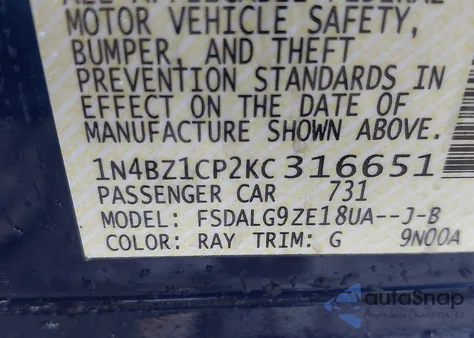 MOTOR VEHICLE SAFETY,
BUMPER, AND THEFT
PREVENTION STANDARDS IN
EFFECT ON THE DATE OF
MANUFACTURE SHOWN ABOVE.
1N4BZ1CP2KC316651
PASSENGER CAR 731
MODEL: FSDALG9ZE18UA--J-B
COLOR: RAY TRIM: G 9N00A
autoSnap